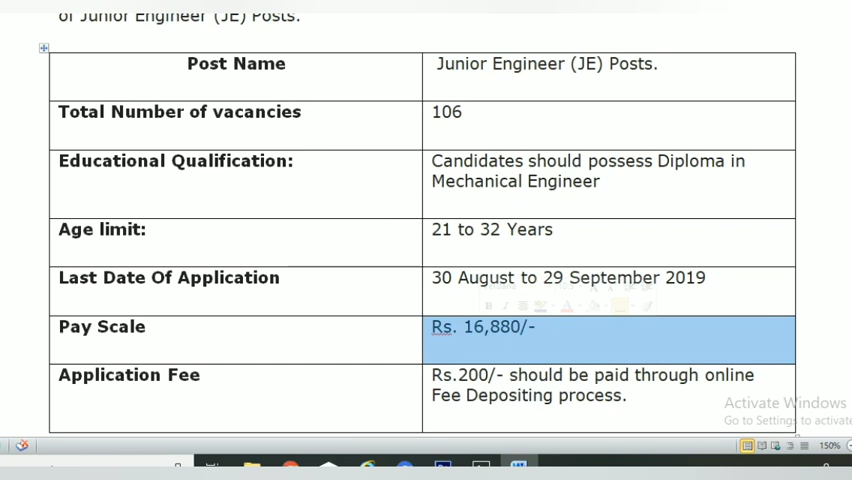 of Junior Engineer (JE) Posts.
Post Name
Junior Engineer (JE) Posts.
Total Number of vacancies
106
Educational Qualification:
Candidates should possess Diploma in
Mechanical Engineer
Age limit:
21 to 32 Years
Last Date Of Application
30 August to 29 September 2019
Pay Scale
Rs. 16,880/-
Application Fee
Rs.200/- should be paid through online
Fee Depositing process.
Activate Windows
Go to Settings to activate
150%